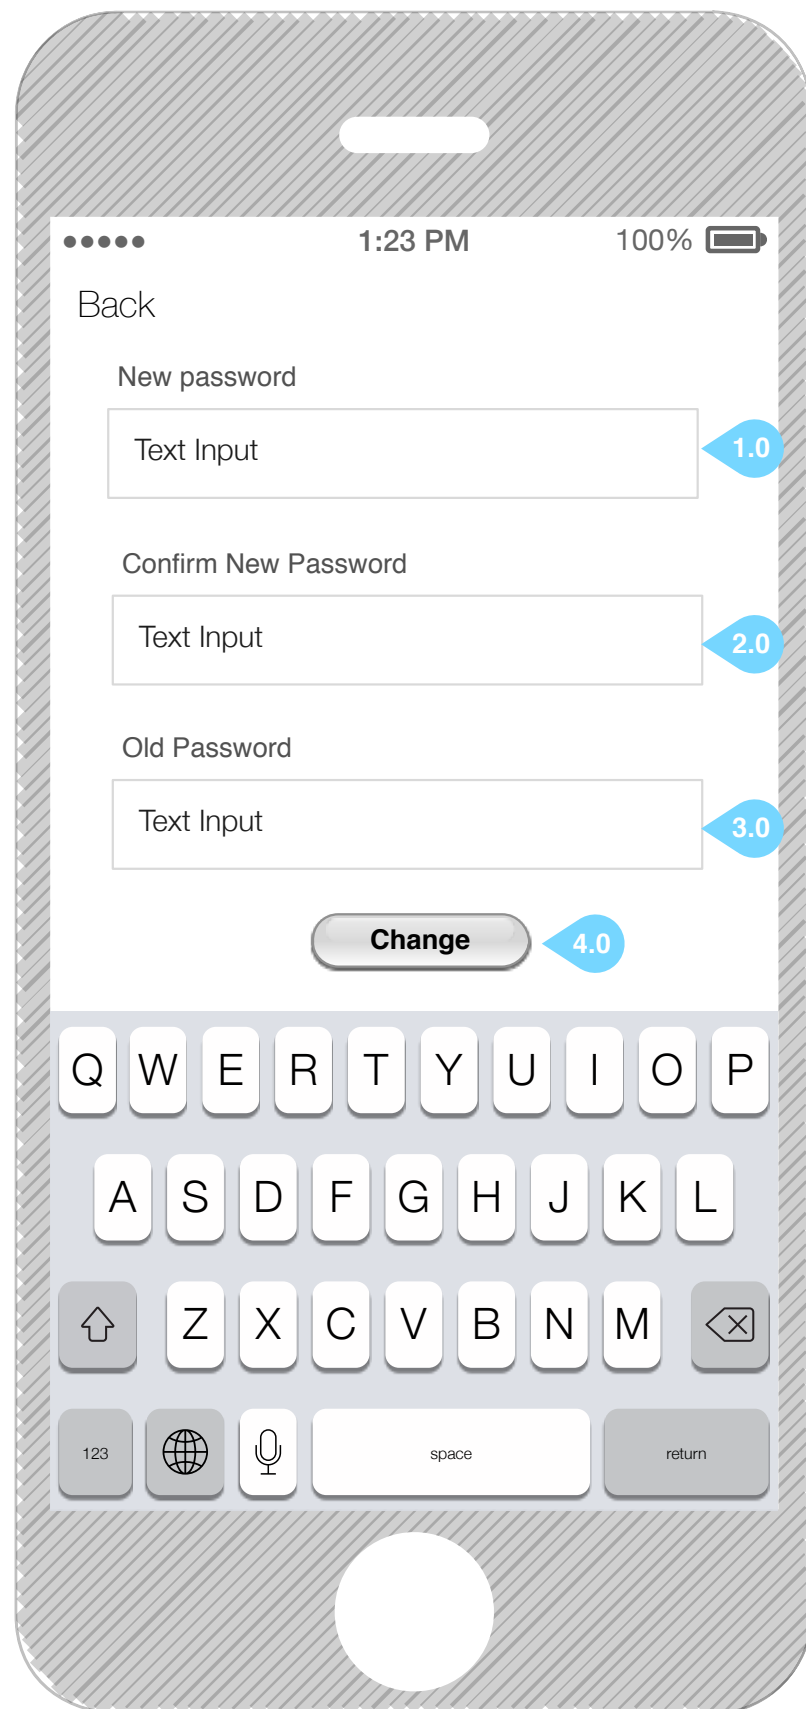 1:23 PM 100%
Back
New password
Text Input
1.0
Confirm New Password
Text Input
2.0
Old Password
Text Input
3.0
Change
4.0
Q W E R T Y U I O P
A S D F G H J K L
Z X C V B N M
123 space return